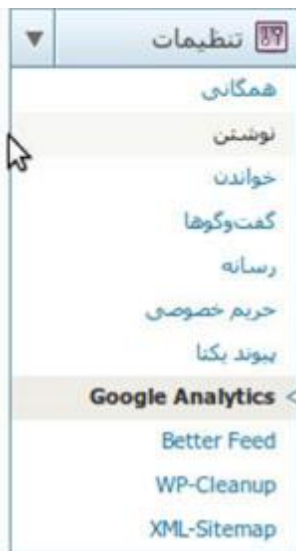 تنظیمات
همگانی
نوشتن
خواندن
گفت‌وگوها
رسانه
حریم خصوصی
پیوند یکتا
Google Analytics
Better Feed
WP-Cleanup
XML-Sitemap